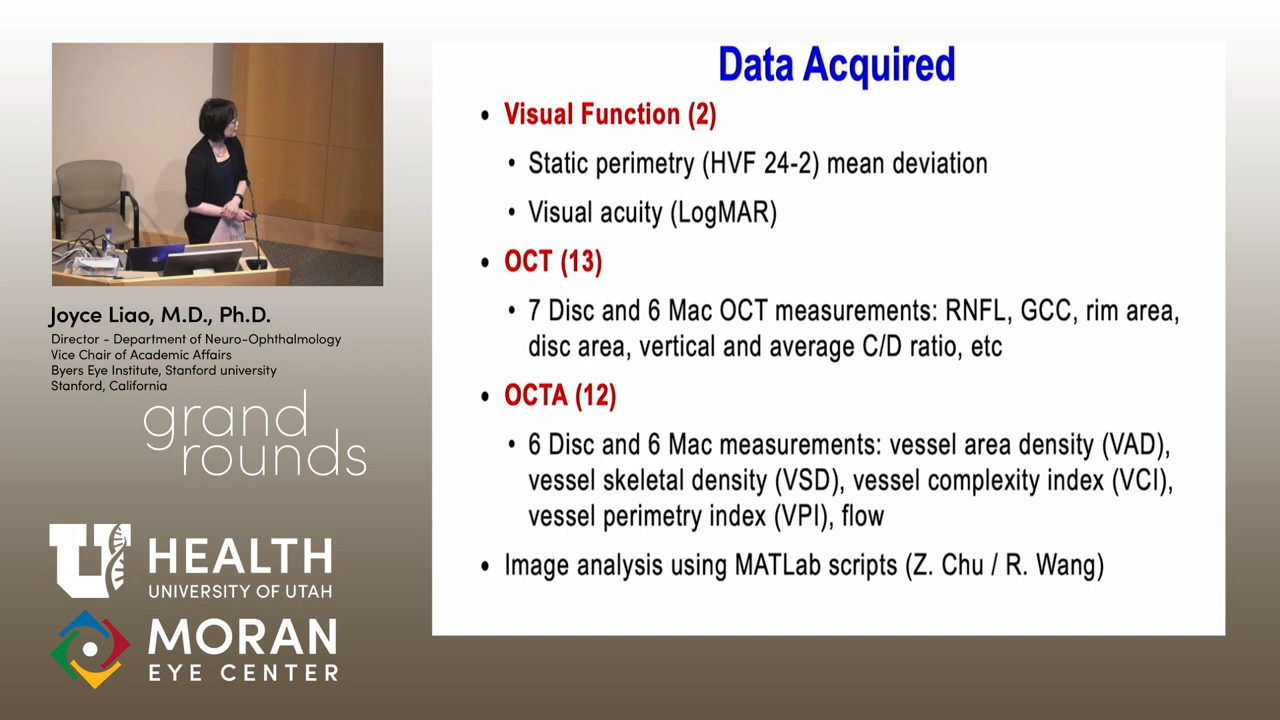 Data Acquired
• Visual Function (2)
• Static perimetry (HVF 24-2) mean deviation
• Visual acuity (LogMAR)
• OCT (13)
• 7 Disc and 6 Mac OCT measurements: RNFL, GCC, rim area,
disc area, vertical and average C/D ratio, etc
• OCTA (12)
• 6 Disc and 6 Mac measurements: vessel area density (VAD),
vessel skeletal density (VSD), vessel complexity index (VCI),
vessel perimetry index (VPI), flow
• Image analysis using MATLab scripts (Z. Chu / R. Wang)
Joyce Liao, M.D., Ph.D.
Director - Department of Neuro-Ophthalmology
Vice Chair of Academic Affairs
Byers Eye Institute, Stanford university
Stanford, California
grand
rounds
U HEALTH
UNIVERSITY OF UTAH
MORAN
EYE CENTER